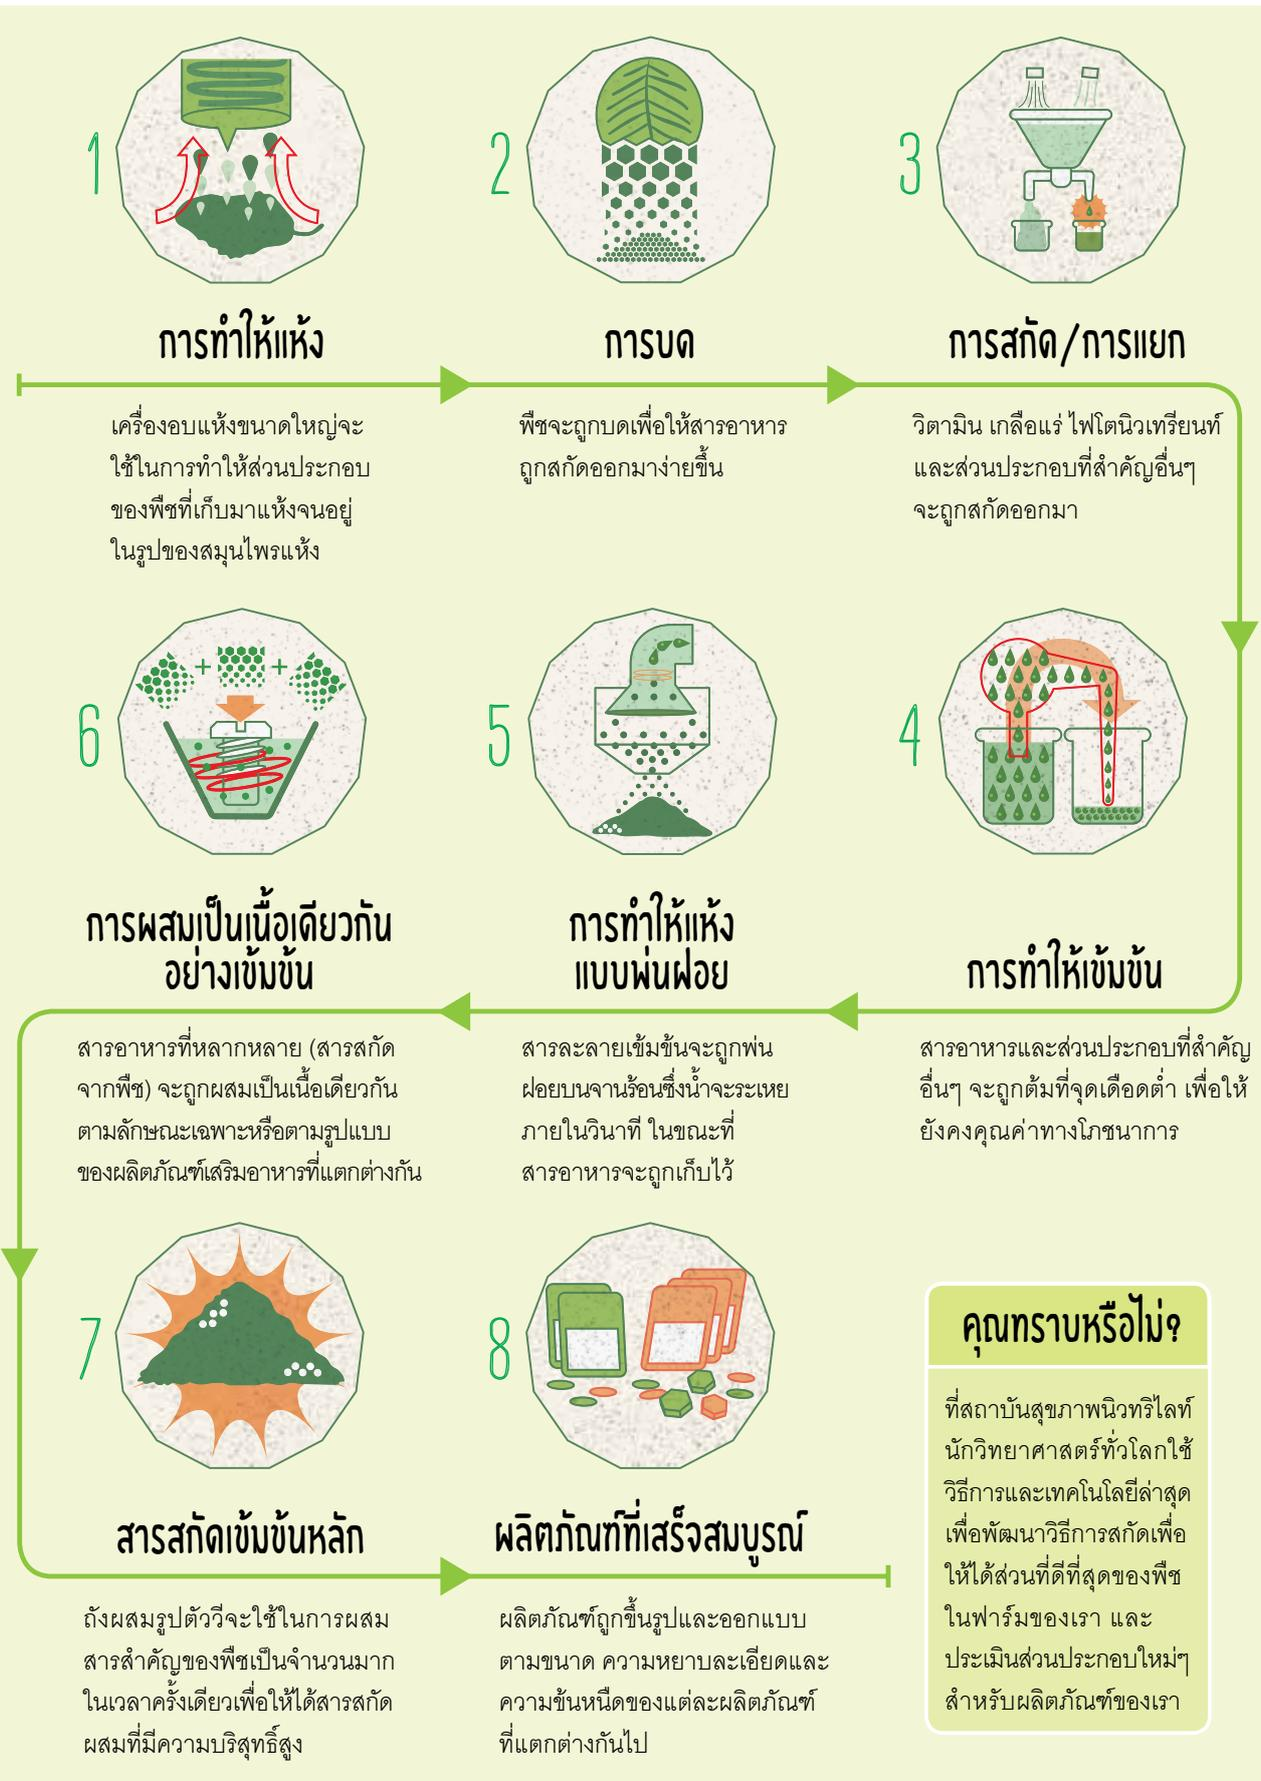 1
การทำให้แห้ง
เครื่องอบแห้งขนาดใหญ่จะ
ใช้ในการทำให้ส่วนประกอบ
ของพืชที่เก็บมาแห้งจนอยู่
ในรูปของสมุนไพรแห้ง
2
การบด
พืชจะถูกบดเพื่อให้สารอาหาร
ถูกสกัดออกมาง่ายขึ้น
3
การสกัด/การแยก
วิตามิน เกลือแร่ ไฟโตนิวเทรียนท์
และส่วนประกอบที่สำคัญอื่นๆ
จะถูกสกัดออกมา
4
การทำให้เข้มข้น
สารอาหารและส่วนประกอบที่สำคัญ
อื่นๆ จะถูกต้มที่จุดเดือดต่ำ เพื่อให้
ยังคงคุณค่าทางโภชนาการ
5
การทำให้แห้ง
แบบพ่นฝอย
สารละลายเข้มข้นจะถูกพ่น
ฝอยบนจานร้อนซึ่งน้ำจะระเหย
ภายในวินาที ในขณะที่
สารอาหารจะถูกเก็บไว้
6
การผสมเป็นเนื้อเดียวกัน
อย่างเข้มข้น
สารอาหารที่หลากหลาย (สารสกัด
จากพืช) จะถูกผสมเป็นเนื้อเดียวกัน
ตามลักษณะเฉพาะหรือตามรูปแบบ
ของผลิตภัณฑ์เสริมอาหารที่แตกต่างกัน
7
สารสกัดเข้มข้นหลัก
ถังผสมรูปตัววีจะใช้ในการผสม
สารสำคัญของพืชเป็นจำนวนมาก
ในเวลาครั้งเดียวเพื่อให้ได้สารสกัด
ผสมที่มีความบริสุทธิ์สูง
8
ผลิตภัณฑ์ที่เสร็จสมบูรณ์
ผลิตภัณฑ์ถูกขึ้นรูปและออกแบบ
ตามขนาด ความหยาบละเอียดและ
ความข้นหนืดของแต่ละผลิตภัณฑ์
ที่แตกต่างกันไป
คุณทราบหรือไม่?
ที่สถาบันสุขภาพนิวทริไลท์
นักวิทยาศาสตร์ทั่วโลกใช้
วิธีการและเทคโนโลยีล่าสุด
เพื่อพัฒนาวิธีการสกัดเพื่อ
ให้ได้ส่วนที่ดีที่สุดของพืช
ในฟาร์มของเรา และ
ประเมินส่วนประกอบใหม่ๆ
สำหรับผลิตภัณฑ์ของเรา